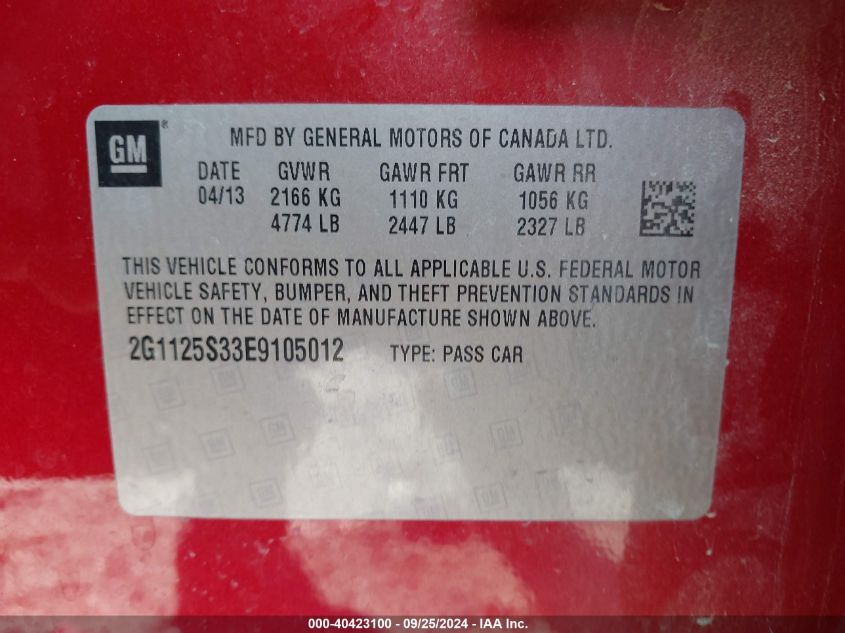 GM®
MFD BY GENERAL MOTORS OF CANADA LTD.
DATE GVWR GAWR FRT GAWR RR
04/13 2166 KG 1110 KG 1056 KG
4774 LB 2447 LB 2327 LB
THIS VEHICLE CONFORMS TO ALL APPLICABLE U.S. FEDERAL MOTOR
VEHICLE SAFETY, BUMPER, AND THEFT PREVENTION STANDARDS IN
EFFECT ON THE DATE OF MANUFACTURE SHOWN ABOVE.
2G1125S33E9105012 TYPE: PASS CAR
000-40423100 - 09/25/2024 - IAA Inc.